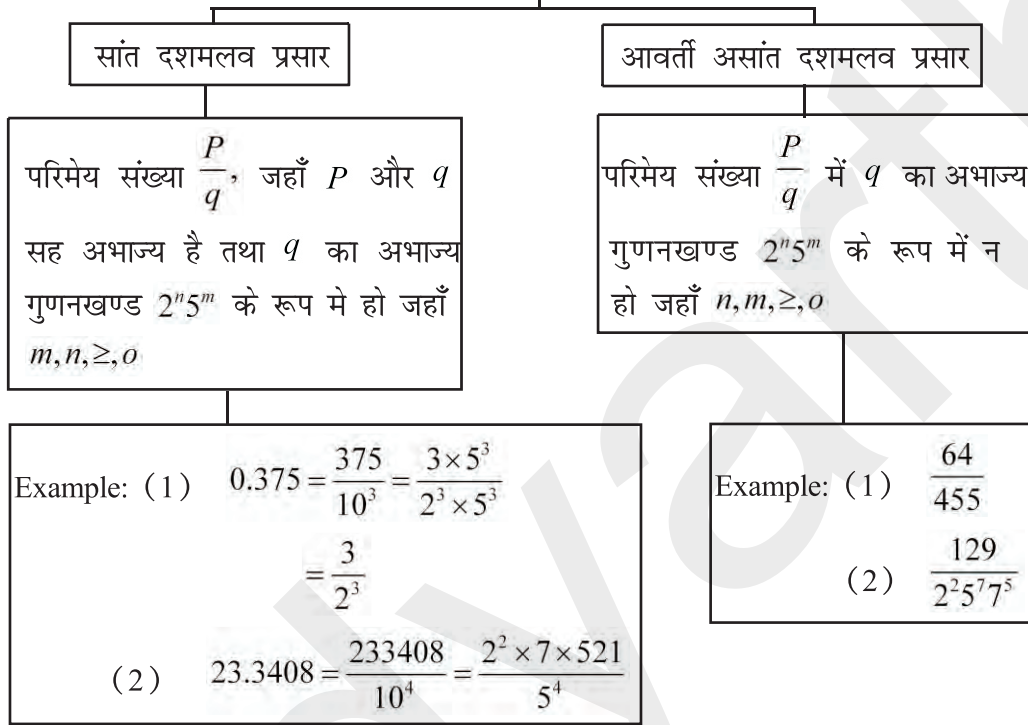 सांत दशमलव प्रसार
परिमेय संख्या P/q, जहाँ P और q
सह अभाज्य है तथा q का अभाज्य
गुणनखण्ड 2ⁿ5ᵐ के रूप मे हो जहाँ
m,n,≥,o
Example: (1) 0.375 = 375/10³ = (3×5³)/(2³×5³)
= 3/2³
(2) 23.3408 = 233408/10⁴ = (2²×7×521)/5⁴
आवर्ती असांत दशमलव प्रसार
परिमेय संख्या P/q में q का अभाज्य
गुणनखण्ड 2ⁿ5ᵐ के रूप में न
हो जहाँ n,m,≥,o
Example: (1) 64/455
(2) 129/(2²5⁷7⁵)